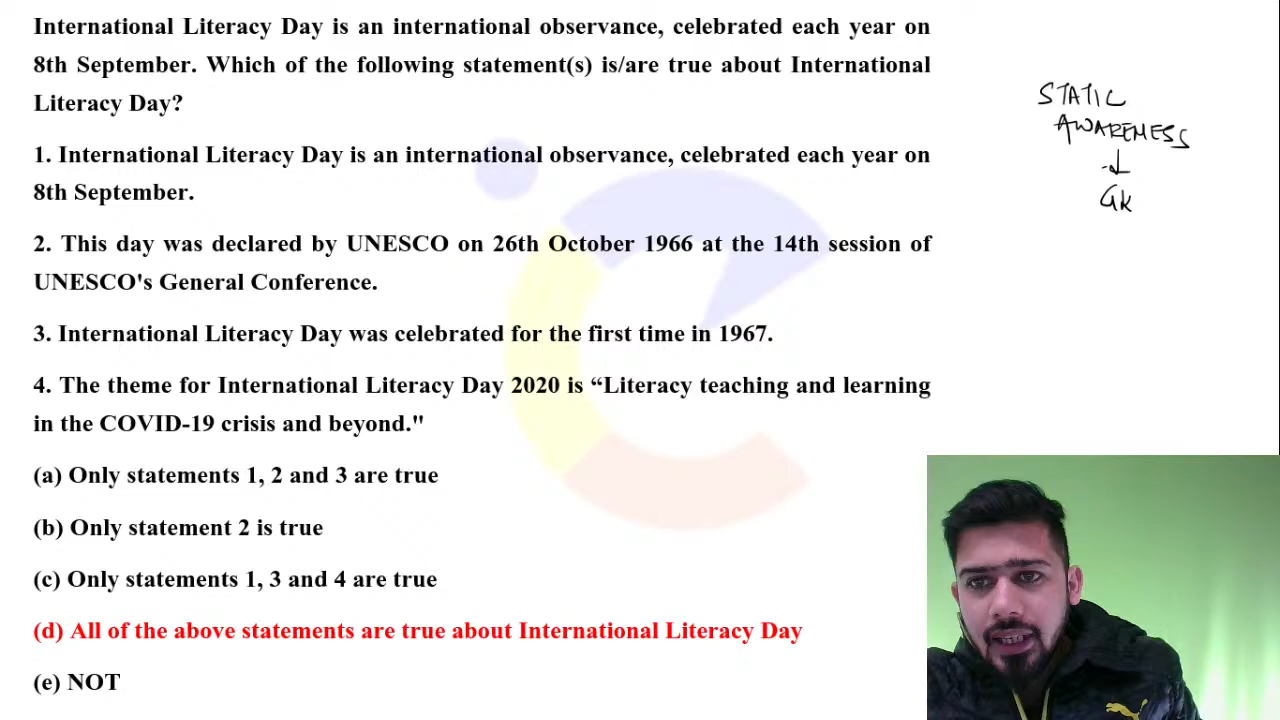 International Literacy Day is an international observance, celebrated each year on
8th September. Which of the following statement(s) is/are true about International
Literacy Day?
1. International Literacy Day is an international observance, celebrated each year on
8th September.
2. This day was declared by UNESCO on 26th October 1966 at the 14th session of
UNESCO's General Conference.
3. International Literacy Day was celebrated for the first time in 1967.
4. The theme for International Literacy Day 2020 is “Literacy teaching and learning
in the COVID-19 crisis and beyond."
(a) Only statements 1, 2 and 3 are true
(b) Only statement 2 is true
(c) Only statements 1, 3 and 4 are true
(d) All of the above statements are true about International Literacy Day
(e) NOT
STATIC
AWARENESS
GK